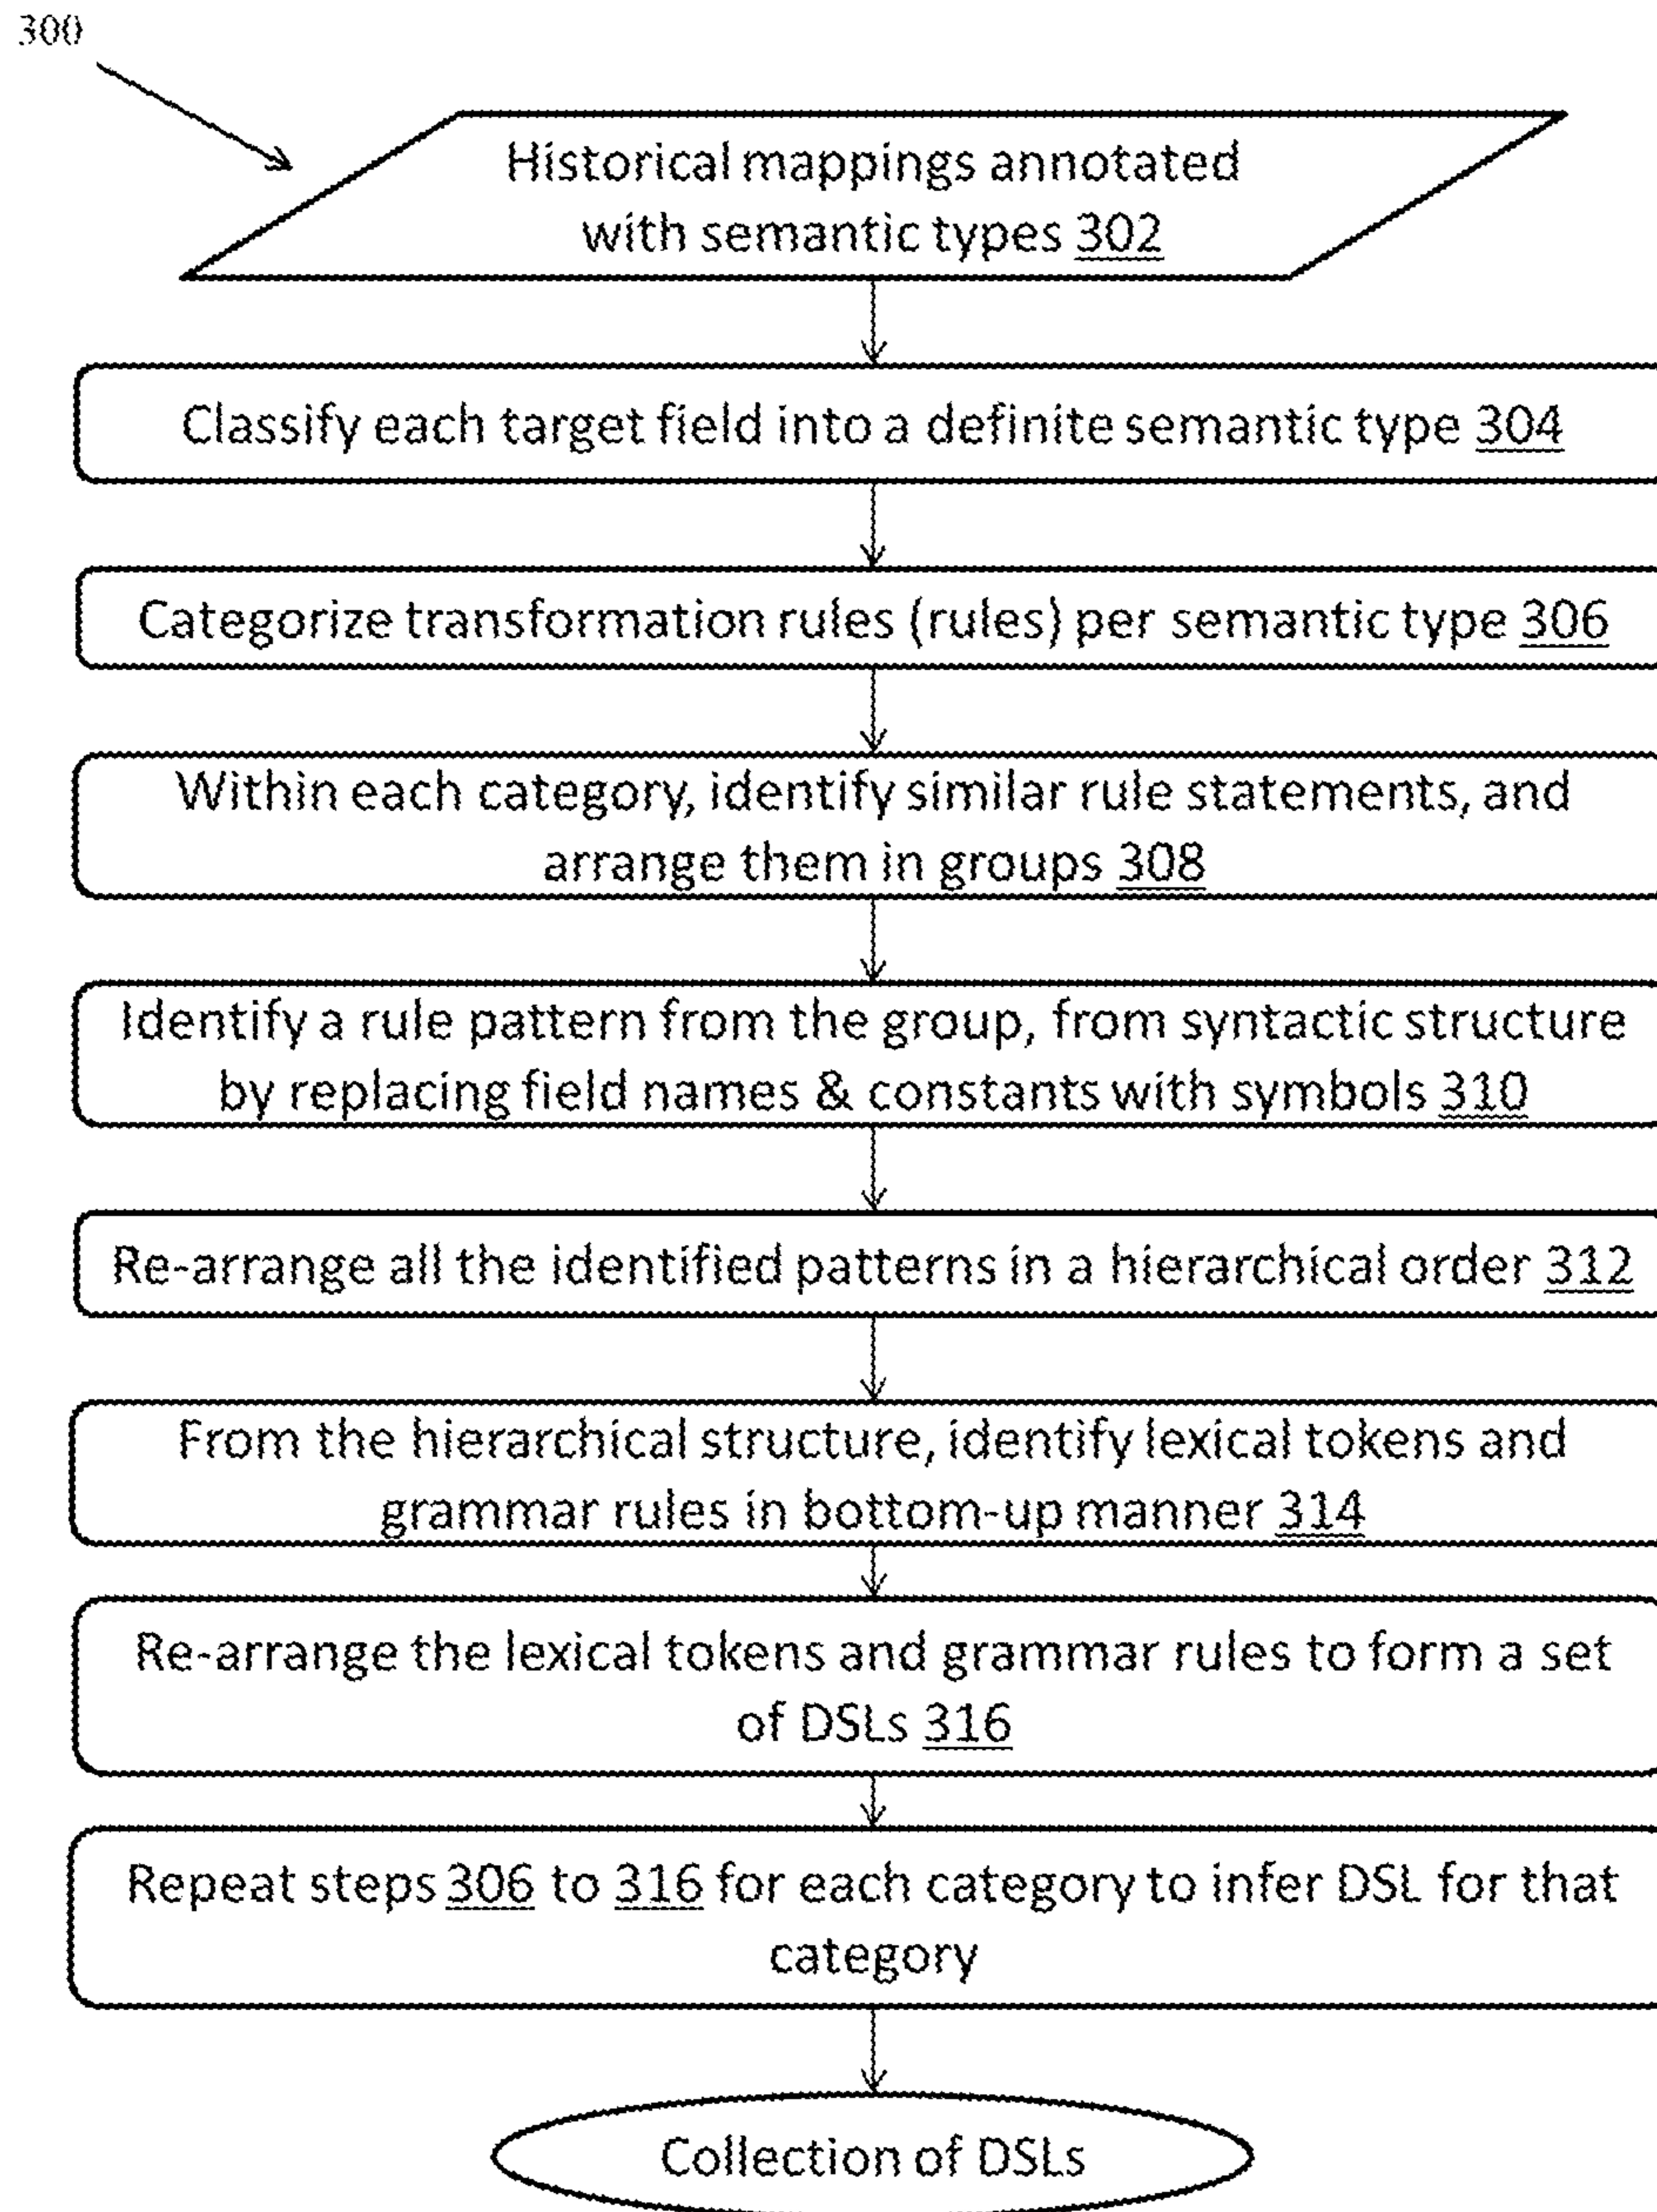 300
Historical mappings annotated
with semantic types 302
Classify each target field into a definite semantic type 304
Categorize transformation rules (rules) per semantic type 306
Within each category, identify similar rule statements, and
arrange them in groups 308
Identify a rule pattern from the group, from syntactic structure
by replacing field names & constants with symbols 310
Re-arrange all the identified patterns in a hierarchical order 312
From the hierarchical structure, identify lexical tokens and
grammar rules in bottom-up manner 314
Re-arrange the lexical tokens and grammar rules to form a set
of DSLs 316
Repeat steps 306 to 316 for each category to infer DSL for that
category
Collection of DSLs